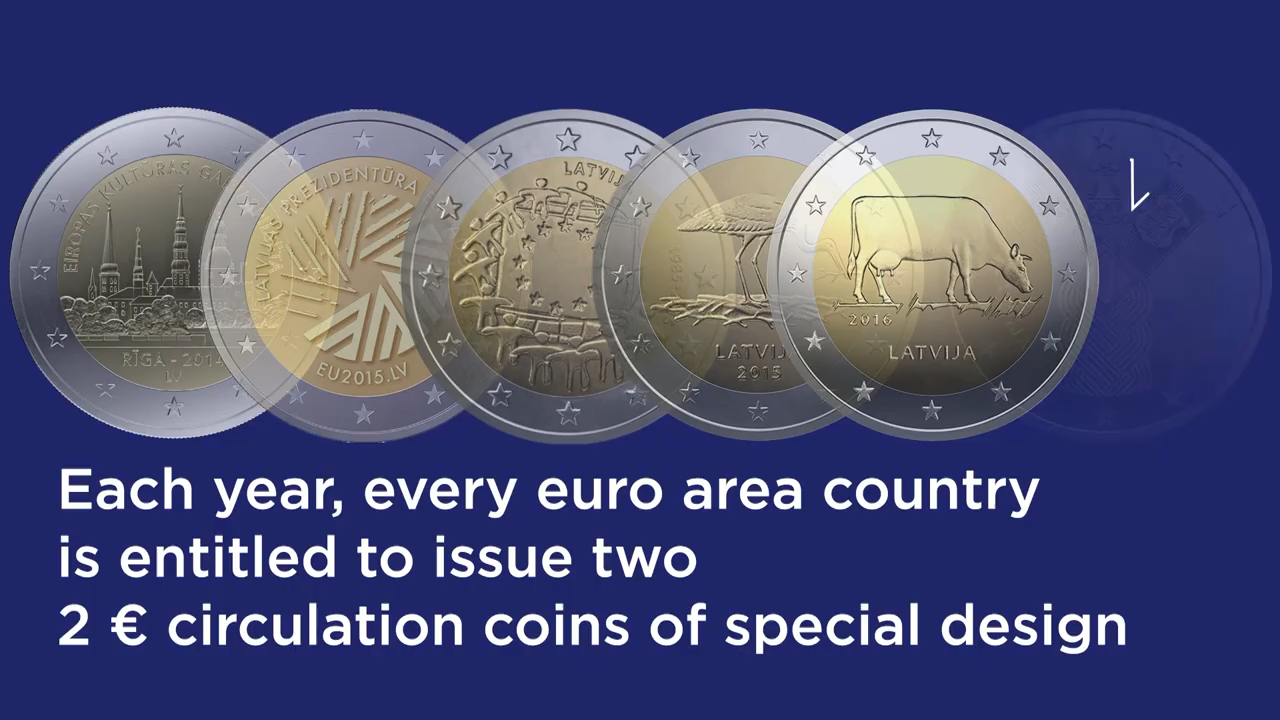 EIROPAS KULTŪRAS
RĪGA - 2014
LV
LATVIJAS PREZIDENTŪRA
EU2015.LV
LATVIJ
LATVIJ
2015
2016
LATVIJA
Each year, every euro area country
is entitled to issue two
2 € circulation coins of special design